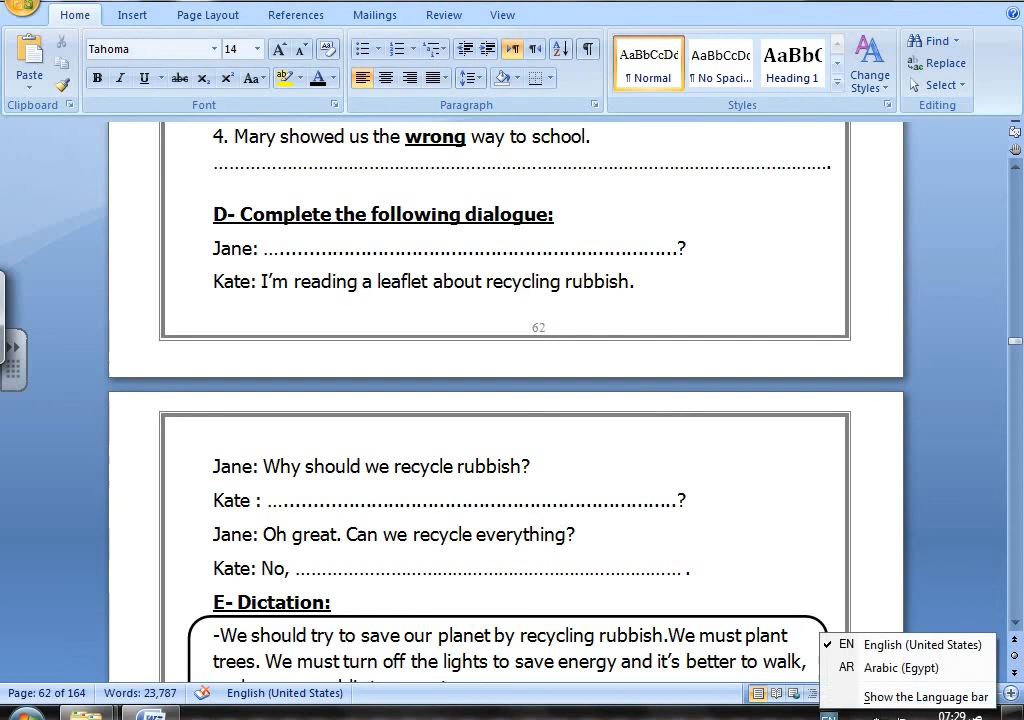 Home Insert Page Layout References Mailings Review View
Paste
Clipboard
Tahoma 14
B I U abc x₂ x² Aa A
Font
Paragraph
AaBbCcDc AaBbCcDc AaBbC
¶ Normal ¶ No Spaci... Heading 1
Change Styles
Styles
Find
Replace
Select
Editing
4. Mary showed us the wrong way to school.
……………………………………………………………………………………………….
D- Complete the following dialogue:
Jane: ……………………………………………………………….?
Kate: I’m reading a leaflet about recycling rubbish.
62
Jane: Why should we recycle rubbish?
Kate : ……………………………………………………………….?
Jane: Oh great. Can we recycle everything?
Kate: No, …………………………………………………………… .
E- Dictation:
-We should try to save our planet by recycling rubbish.We must plant
trees. We must turn off the lights to save energy and it’s better to walk,
EN English (United States)
AR Arabic (Egypt)
Show the Language bar
Page: 62 of 164 Words: 23,787 English (United States)
EN
07:29